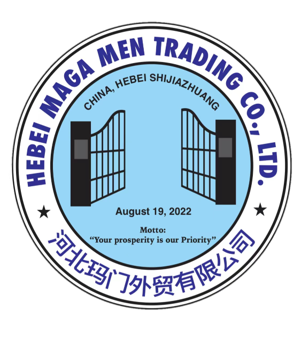 HEBEI MAGA MEN TRADING CO., LTD.
CHINA, HEBEI SHIJIAZHUANG
August 19, 2022
Motto:
“Your prosperity is our Priority”
河北玛门外贸有限公司